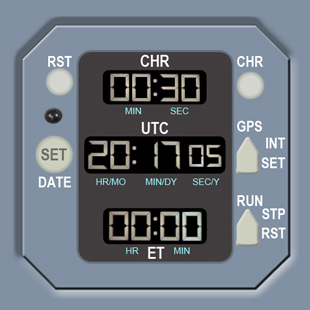 RST
CHR
CHR
00:30
MIN SEC
UTC
GPS
INT
SET
SET
20:17 05
DATE
HR/MO MIN/DY SEC/Y
RUN
STP
RST
00:00
HR MIN
ET